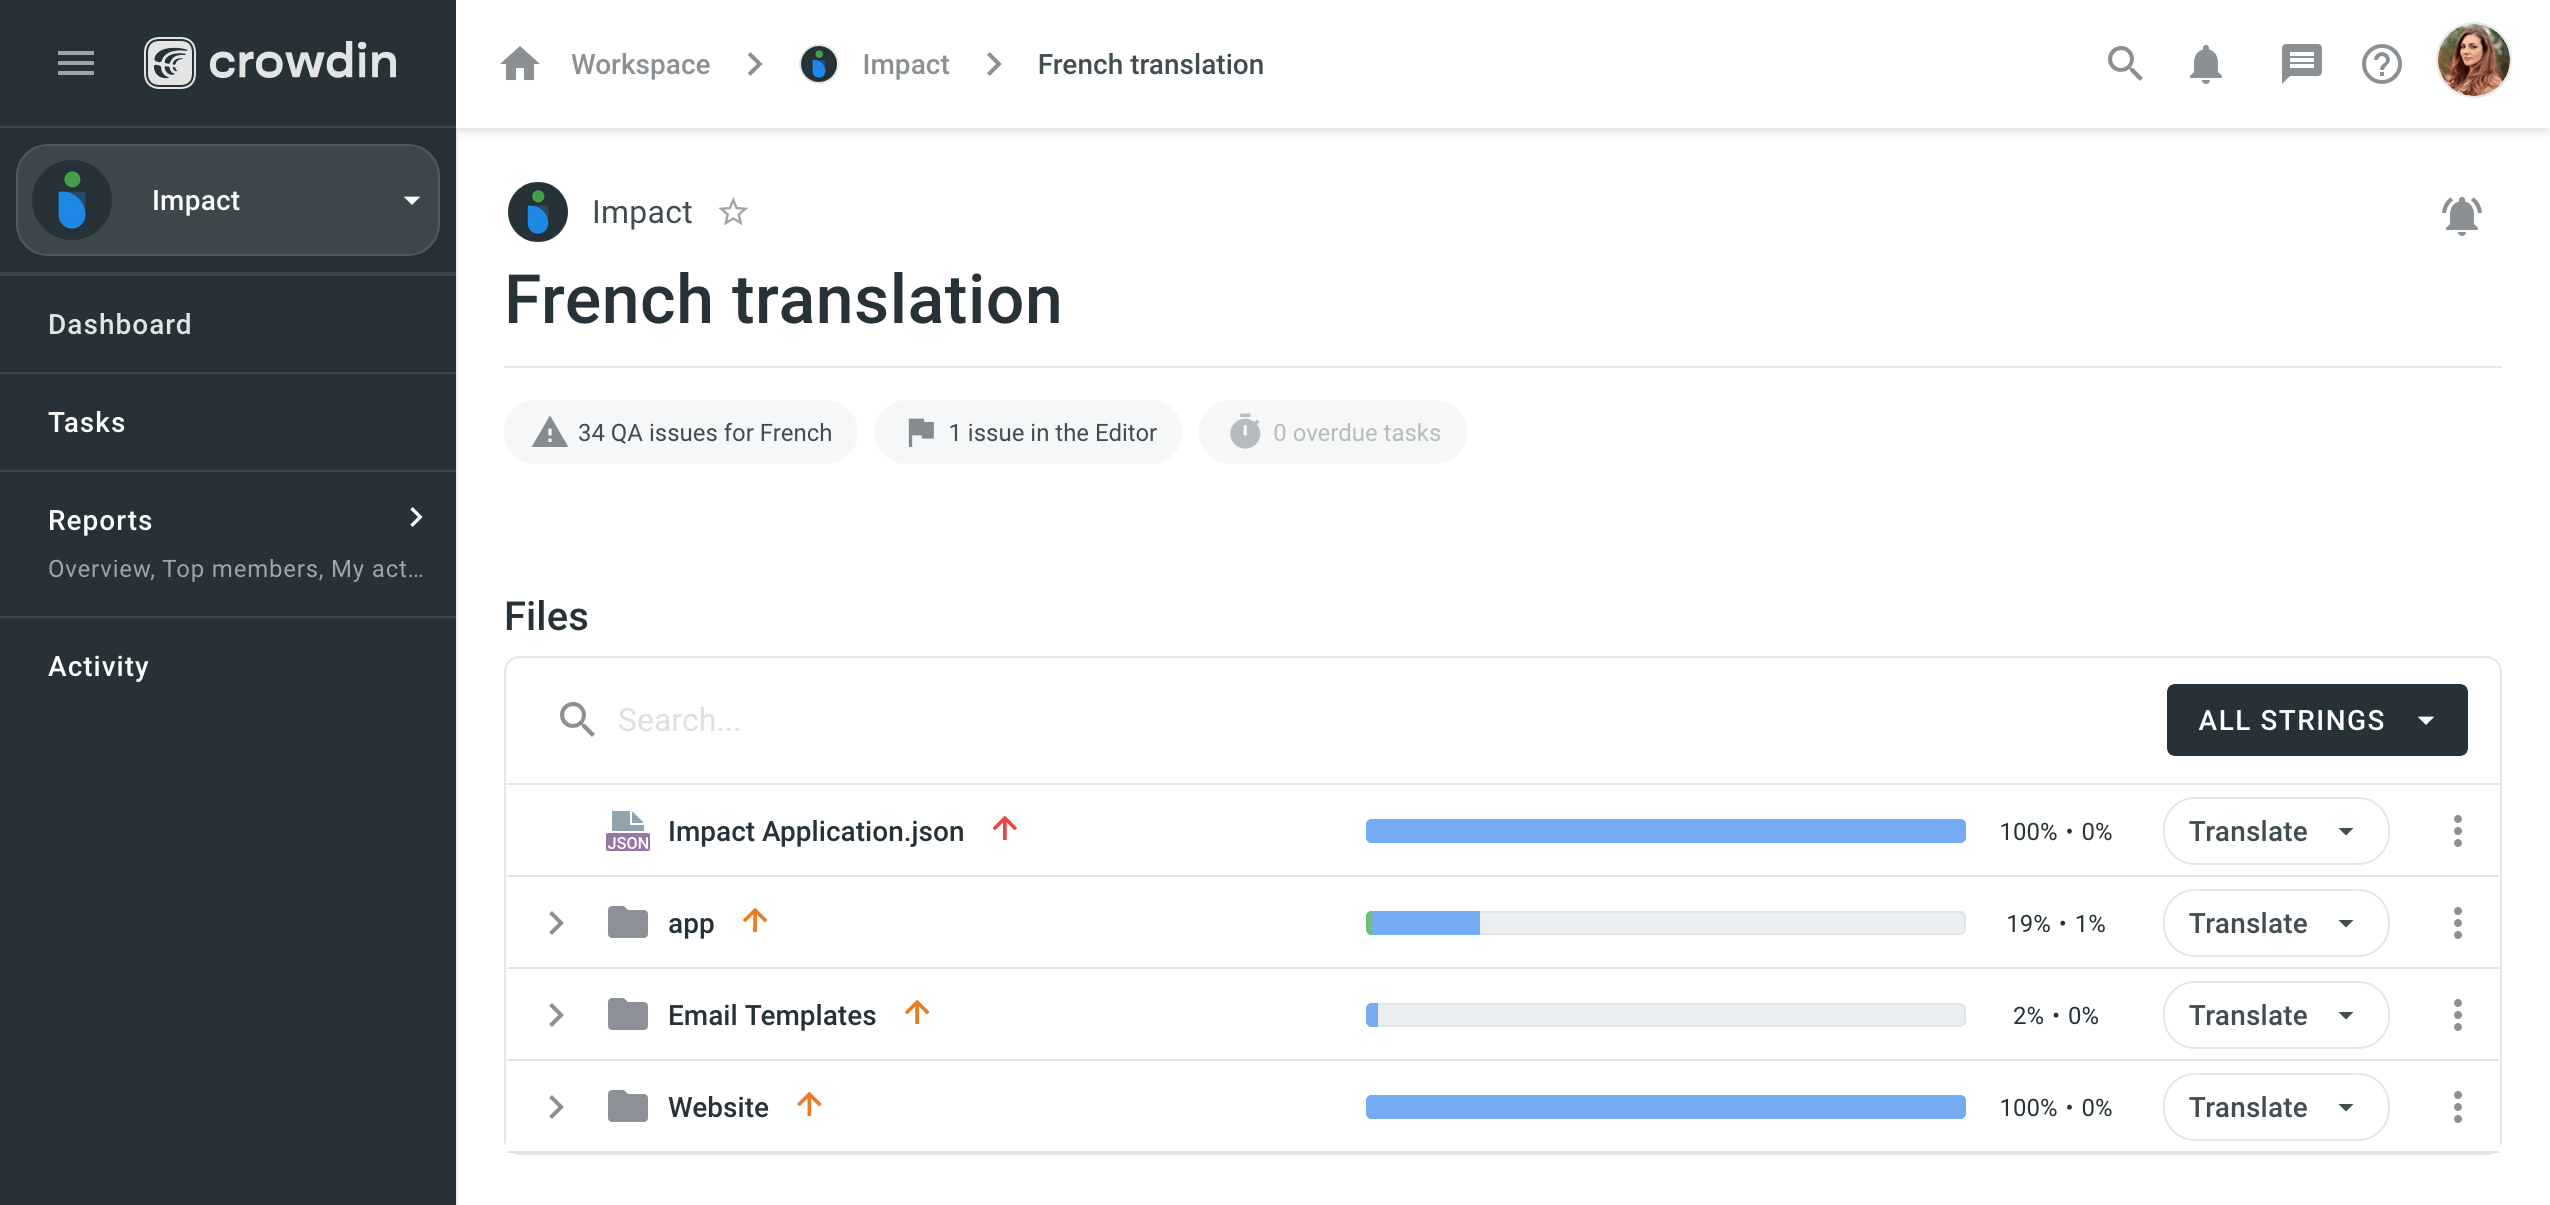 crowdin
Workspace
Impact
French translation
Impact
Dashboard
Tasks
Reports
Overview, Top members, My act...
Activity
Impact
French translation
34 QA issues for French
1 issue in the Editor
0 overdue tasks
Files
Search...
ALL STRINGS
JSON Impact Application.json 100% • 0% Translate
app 19% • 1% Translate
Email Templates 2% • 0% Translate
Website 100% • 0% Translate